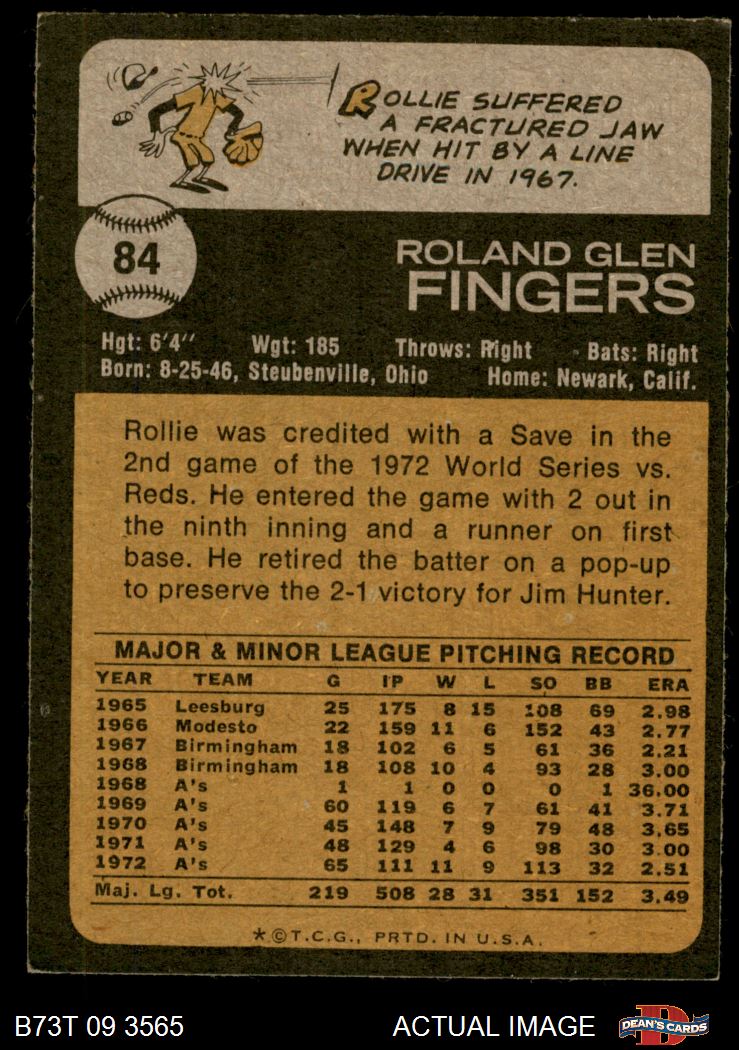 ROLLIE SUFFERED
A FRACTURED JAW
WHEN HIT BY A LINE
DRIVE IN 1967.
84
ROLAND GLEN
FINGERS
Hgt: 6'4" Wgt: 185 Throws: Right Bats: Right
Born: 8-25-46, Steubenville, Ohio Home: Newark, Calif.
Rollie was credited with a Save in the
2nd game of the 1972 World Series vs.
Reds. He entered the game with 2 out in
the ninth inning and a runner on first
base. He retired the batter on a pop-up
to preserve the 2-1 victory for Jim Hunter.
MAJOR & MINOR LEAGUE PITCHING RECORD
YEAR TEAM G IP W L SO BB ERA
1965 Leesburg 25 175 8 15 108 69 2.98
1966 Modesto 22 159 11 6 152 43 2.77
1967 Birmingham 18 102 6 5 61 36 2.21
1968 Birmingham 18 108 10 4 93 28 3.00
1968 A's 1 1 0 0 0 1 36.00
1969 A's 60 119 6 7 61 41 3.71
1970 A's 45 148 7 9 79 48 3.65
1971 A's 48 129 4 6 98 30 3.00
1972 A's 65 111 11 9 113 32 2.51
Maj. Lg. Tot. 219 508 28 31 351 152 3.49
*©T.C.G., PRTD. IN U.S.A.
B73T 09 3565 ACTUAL IMAGE D DEAN'S CARDS